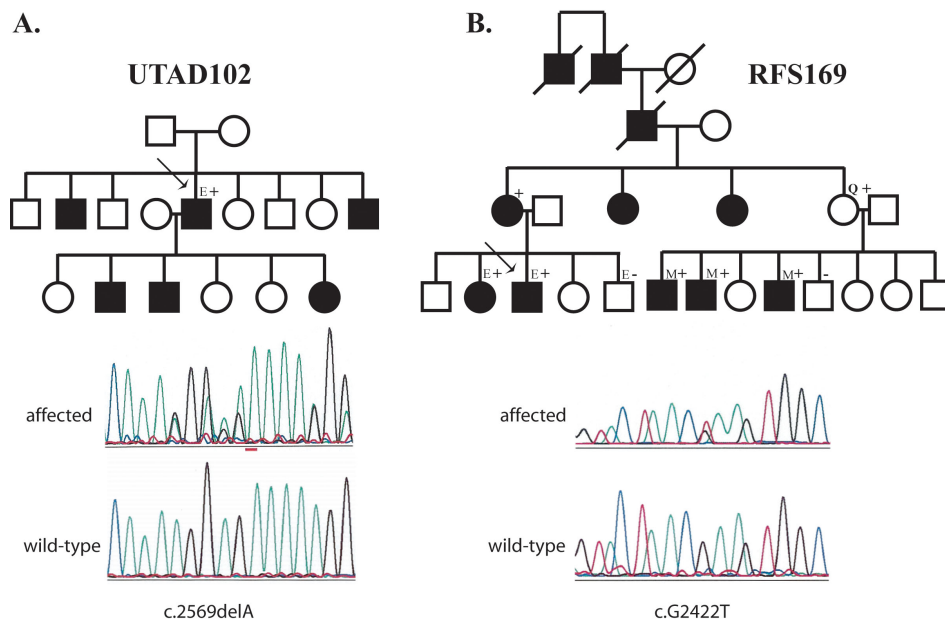 A.
UTAD102
E+
affected
wild-type
c.2569delA
B.
RFS169
+
Q +
E+
E+
E-
M+
M+
M+
-
affected
wild-type
c.G2422T